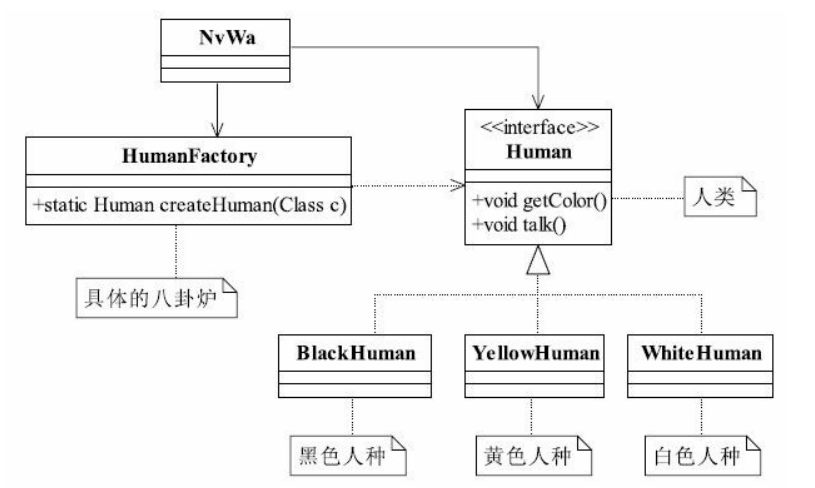 NvWa
HumanFactory
+static Human createHuman(Class c)
具体的八卦炉
<<interface>>
Human
+void getColor()
+void talk()
人类
BlackHuman
YellowHuman
WhiteHuman
黑色人种
黄色人种
白色人种